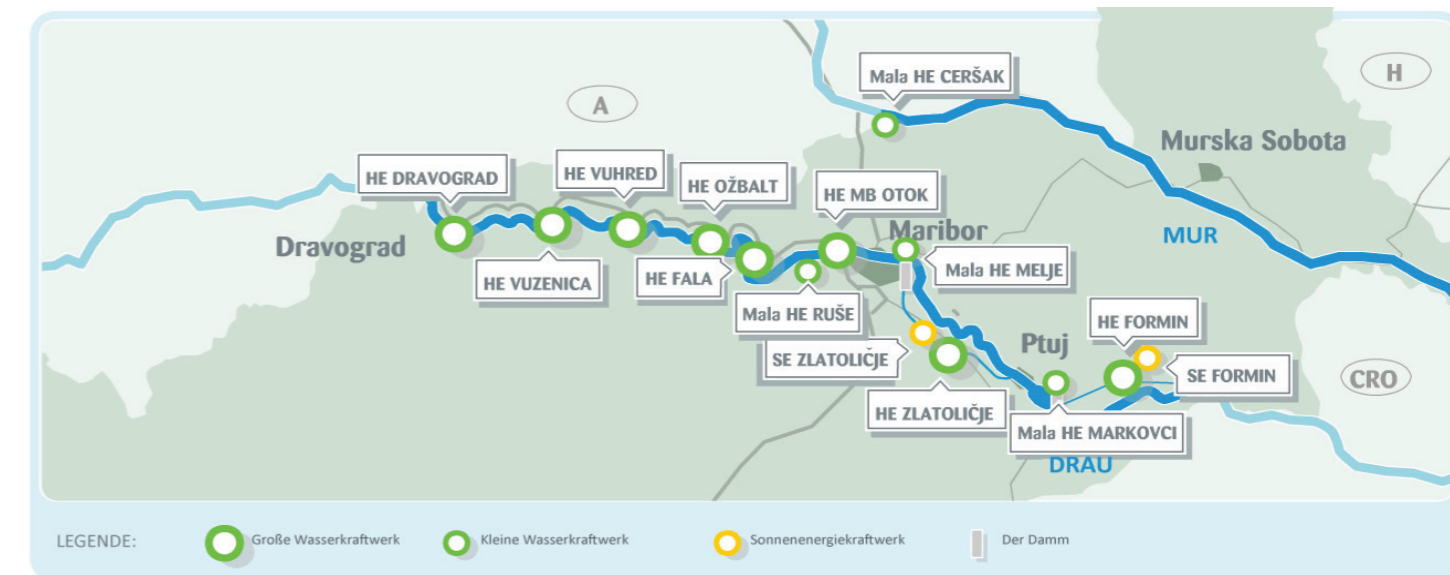 Mala HE CERŠAK
H
A
Murska Sobota
HE DRAVOGRAD
HE VUHRED
HE OŽBALT
HE MB OTOK
Dravograd
Maribor
MUR
HE VUZENICA
HE FALA
Mala HE MELJE
Mala HE RUŠE
HE FORMIN
SE ZLATOLIČJE
Ptuj
SE FORMIN
CRO
HE ZLATOLIČJE
Mala HE MARKOVCI
DRAU
LEGENDE:
Große Wasserkraftwerk
Kleine Wasserkraftwerk
Sonnenenergiekraftwerk
Der Damm